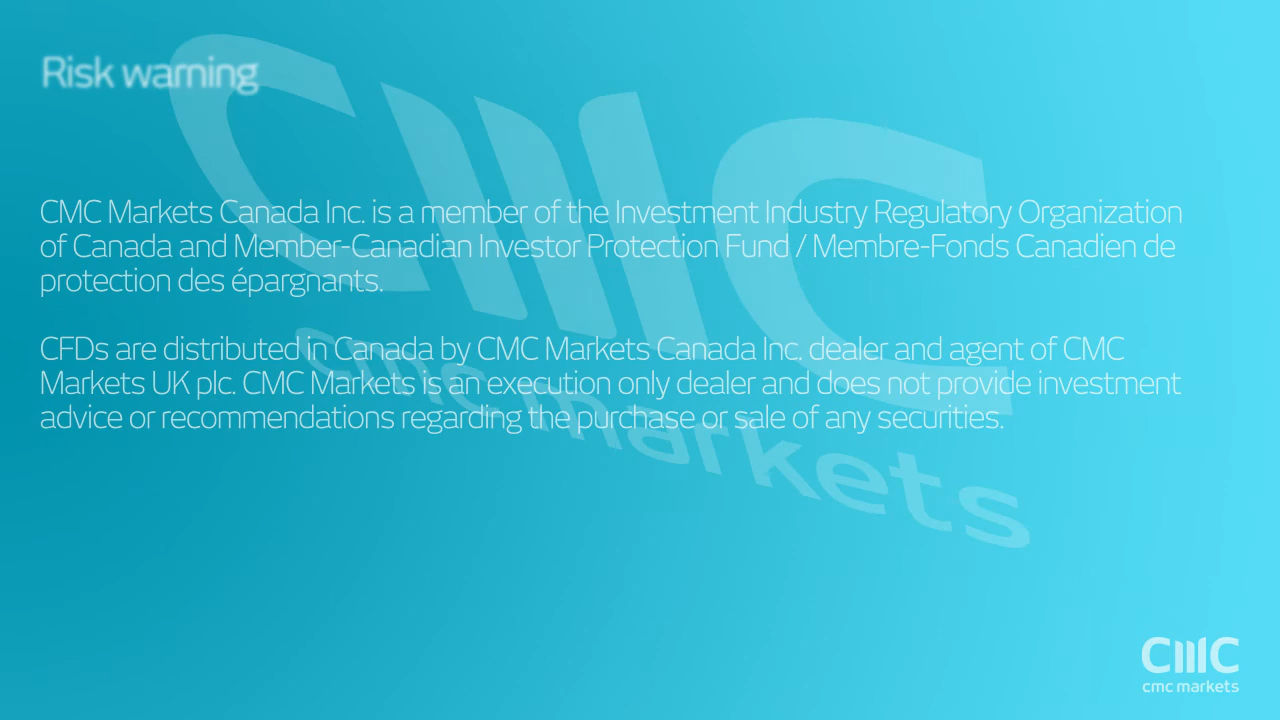 Risk warning
CMC Markets Canada Inc. is a member of the Investment Industry Regulatory Organization
of Canada and Member-Canadian Investor Protection Fund / Membre-Fonds Canadien de
protection des épargnants.
CFDs are distributed in Canada by CMC Markets Canada Inc. dealer and agent of CMC
Markets UK plc. CMC Markets is an execution only dealer and does not provide investment
advice or recommendations regarding the purchase or sale of any securities.
CMC
cmc markets
CMC
cmc markets